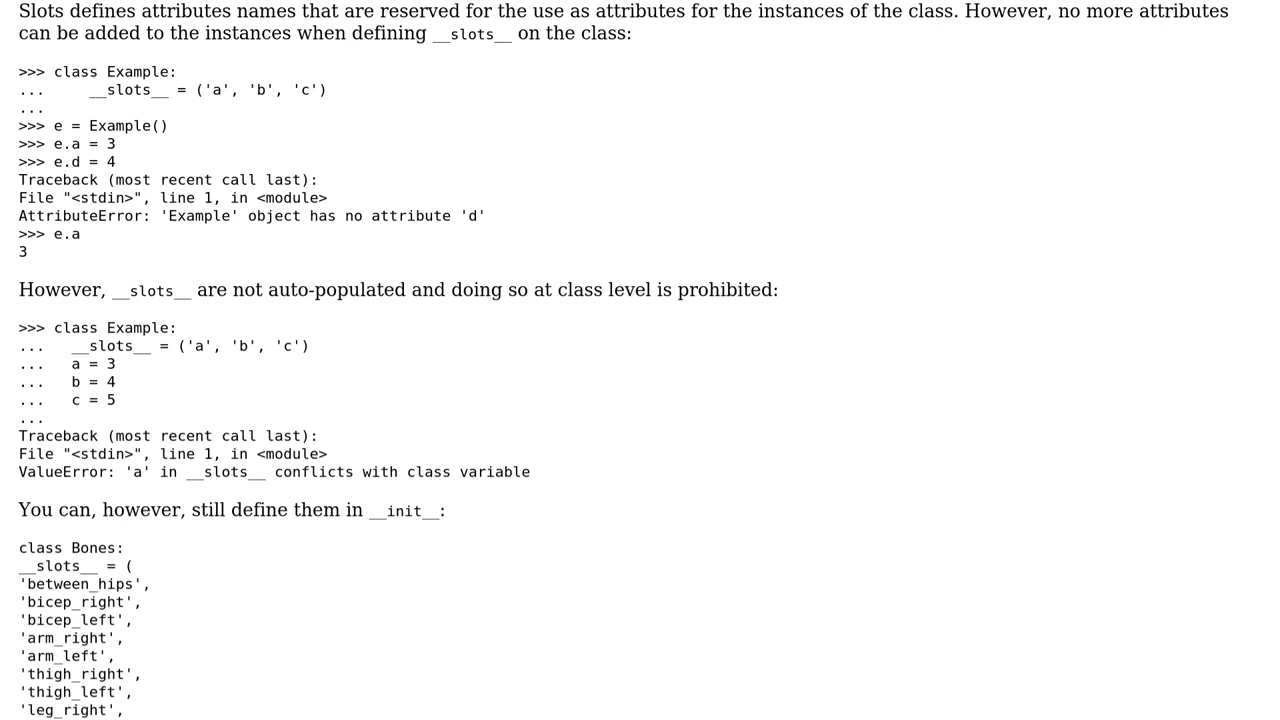 Slots defines attributes names that are reserved for the use as attributes for the instances of the class. However, no more attributes
can be added to the instances when defining __slots__ on the class:
>>> class Example:
...     __slots__ = ('a', 'b', 'c')
...
>>> e = Example()
>>> e.a = 3
>>> e.d = 4
Traceback (most recent call last):
File "<stdin>", line 1, in <module>
AttributeError: 'Example' object has no attribute 'd'
>>> e.a
3
However, __slots__ are not auto-populated and doing so at class level is prohibited:
>>> class Example:
...   __slots__ = ('a', 'b', 'c')
...   a = 3
...   b = 4
...   c = 5
...
Traceback (most recent call last):
File "<stdin>", line 1, in <module>
ValueError: 'a' in __slots__ conflicts with class variable
You can, however, still define them in __init__:
class Bones:
__slots__ = (
'between_hips',
'bicep_right',
'bicep_left',
'arm_right',
'arm_left',
'thigh_right',
'thigh_left',
'leg_right',